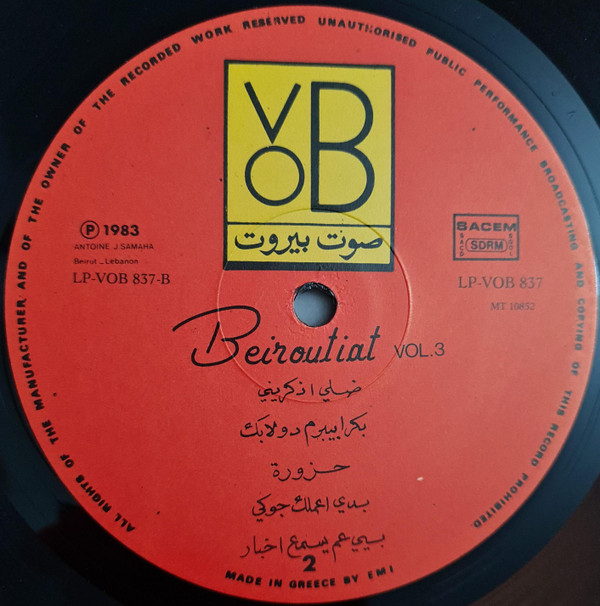 ALL RIGHTS OF THE MANUFACTURER AND OF THE OWNER OF THE RECORDED WORK RESERVED UNAUTHORISED PUBLIC PERFORMANCE BROADCASTING AND COPYING OF THIS RECORD PROHIBITED
VOB
صوت بيروت
Ⓟ 1983
ANTOINE J.SAMAHA
Beirut _ Lebanon
LP-VOB 837-B
SACEM
SACD SDRM SGDL
LP-VOB 837
MT 10852
Beiroutiat VOL.3
ضلي اذكريني
بكرا بيبرم دولابك
حزورة
بدي اعملك جوكي
بيي عم يسمع اخبار
2
MADE IN GREECE BY EMI